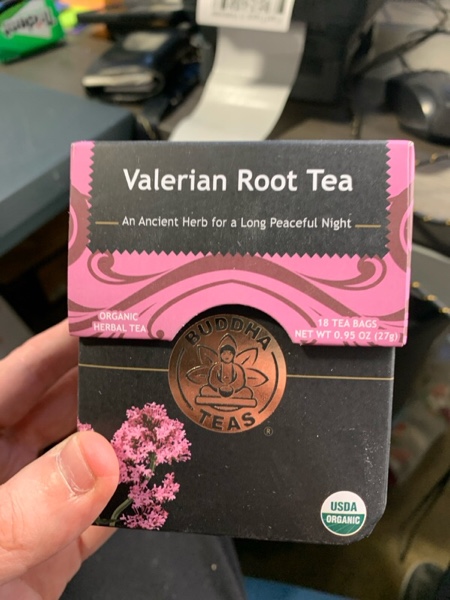 Trident
Valerian Root Tea
An Ancient Herb for a Long Peaceful Night
ORGANIC
HERBAL TEA
18 TEA BAGS
NET WT 0.95 OZ (27g)
BUDDHA
TEAS
®
USDA
ORGANIC